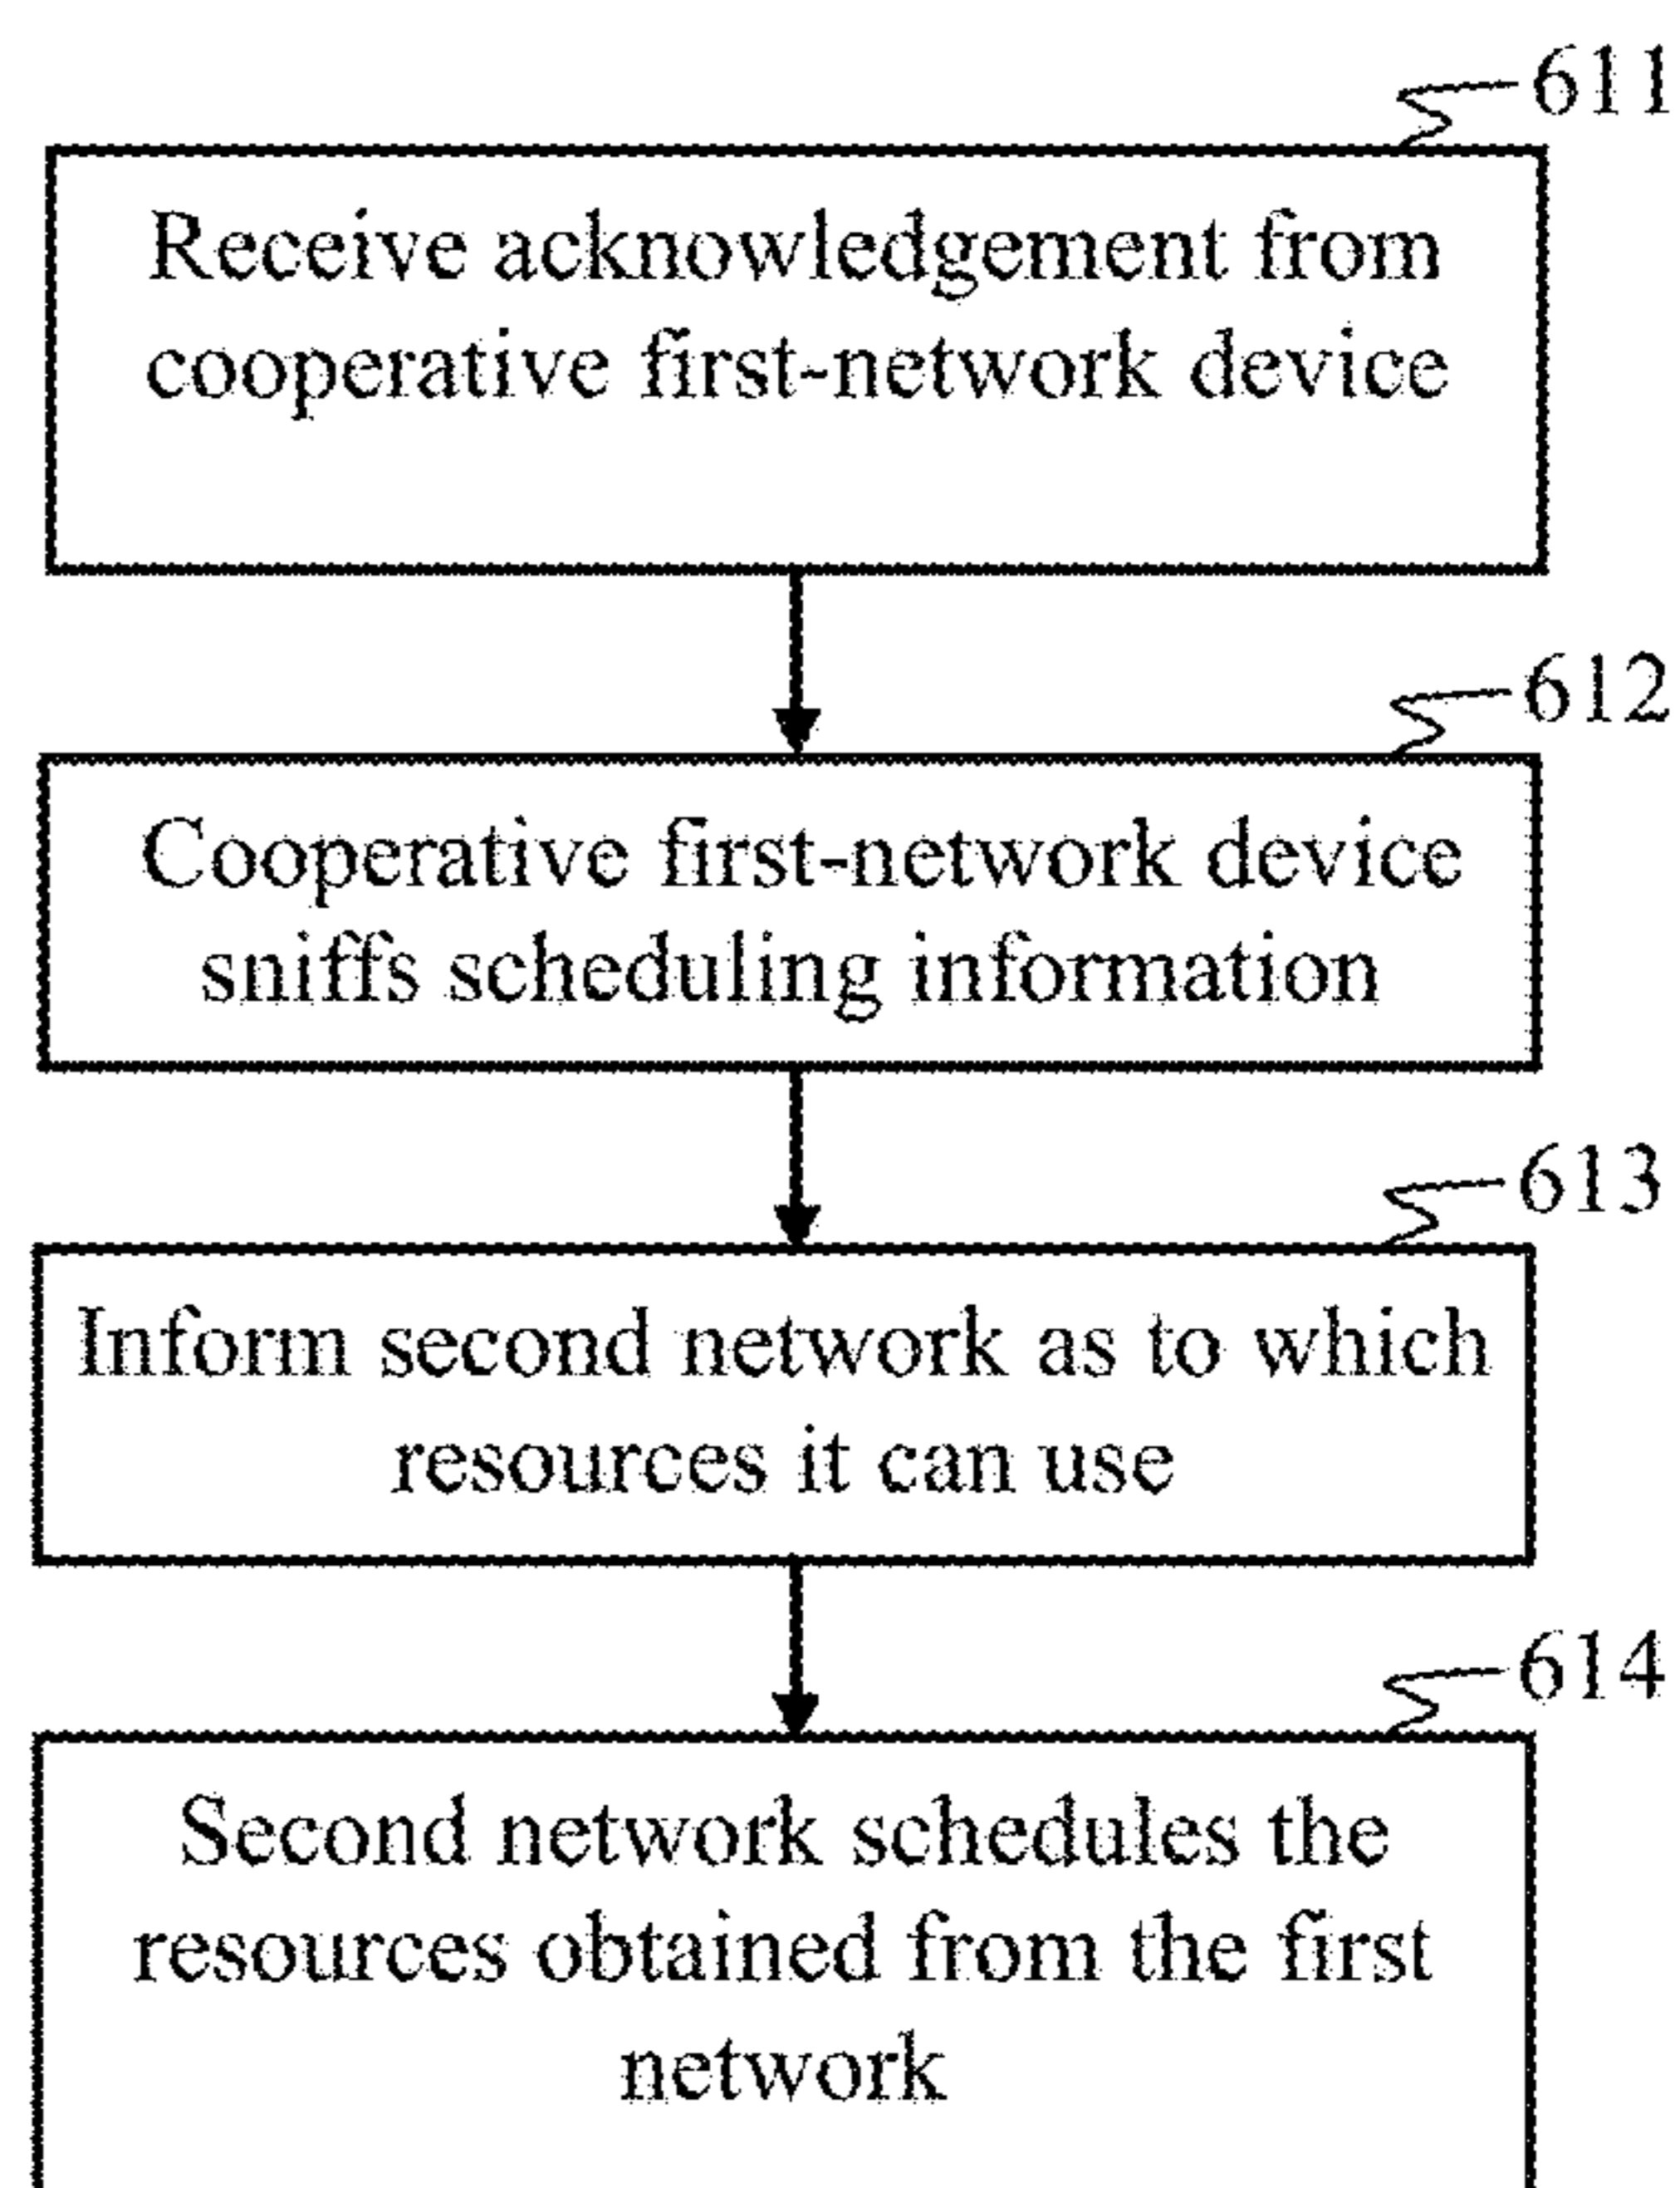 611
Receive acknowledgement from
cooperative first-network device
612
Cooperative first-network device
sniffs scheduling information
613
Inform second network as to which
resources it can use
614
Second network schedules the
resources obtained from the first
network